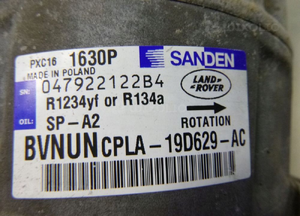 PXC16 1630P
SANDEN
MADE IN POLAND
SN: 047922122B4
R1234yf or R134a
LAND ROVER
OIL: SP-A2
ROTATION
BVNUN CPLA-19D629-AC